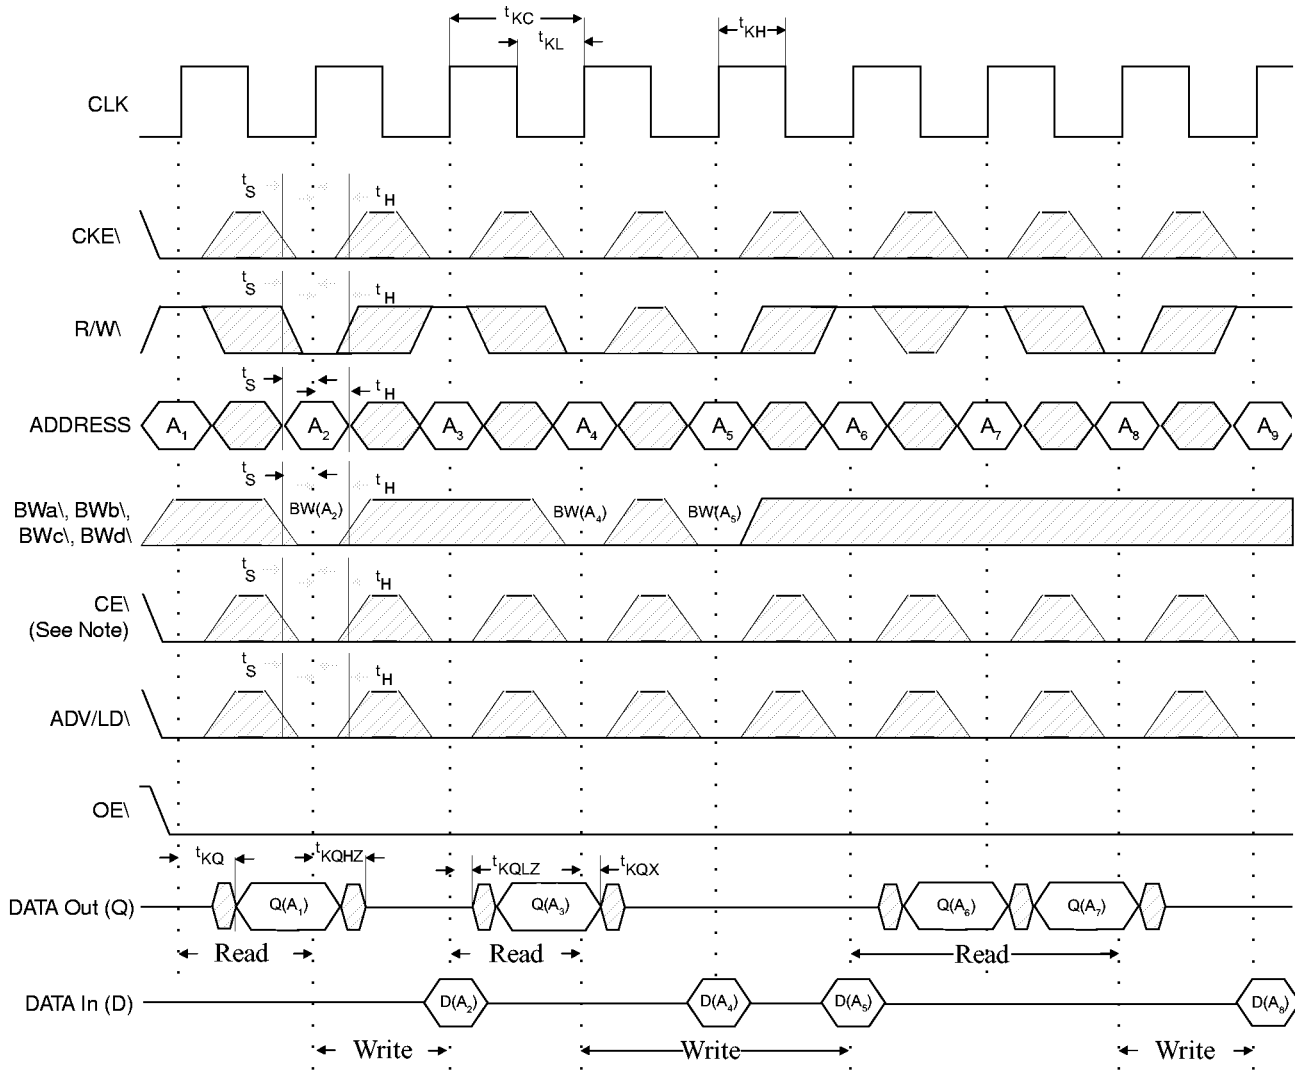 tKC
tKL
tKH
CLK
tS
tH
CKE\
tS
tH
R/W\
tS
tH
ADDRESS
A1
A2
A3
A4
A5
A6
A7
A8
A9
tS
tH
BWa\, BWb\,
BWc\, BWd\
BW(A2)
BW(A4)
BW(A5)
tS
tH
CE\
(See Note)
tS
tH
ADV/LD\
OE\
tKQ
tKQHZ
tKQLZ
tKQX
DATA Out (Q)
Q(A1)
Q(A3)
Q(A6)
Q(A7)
Read
Read
Read
DATA In (D)
D(A2)
D(A4)
D(A5)
D(A8)
Write
Write
Write